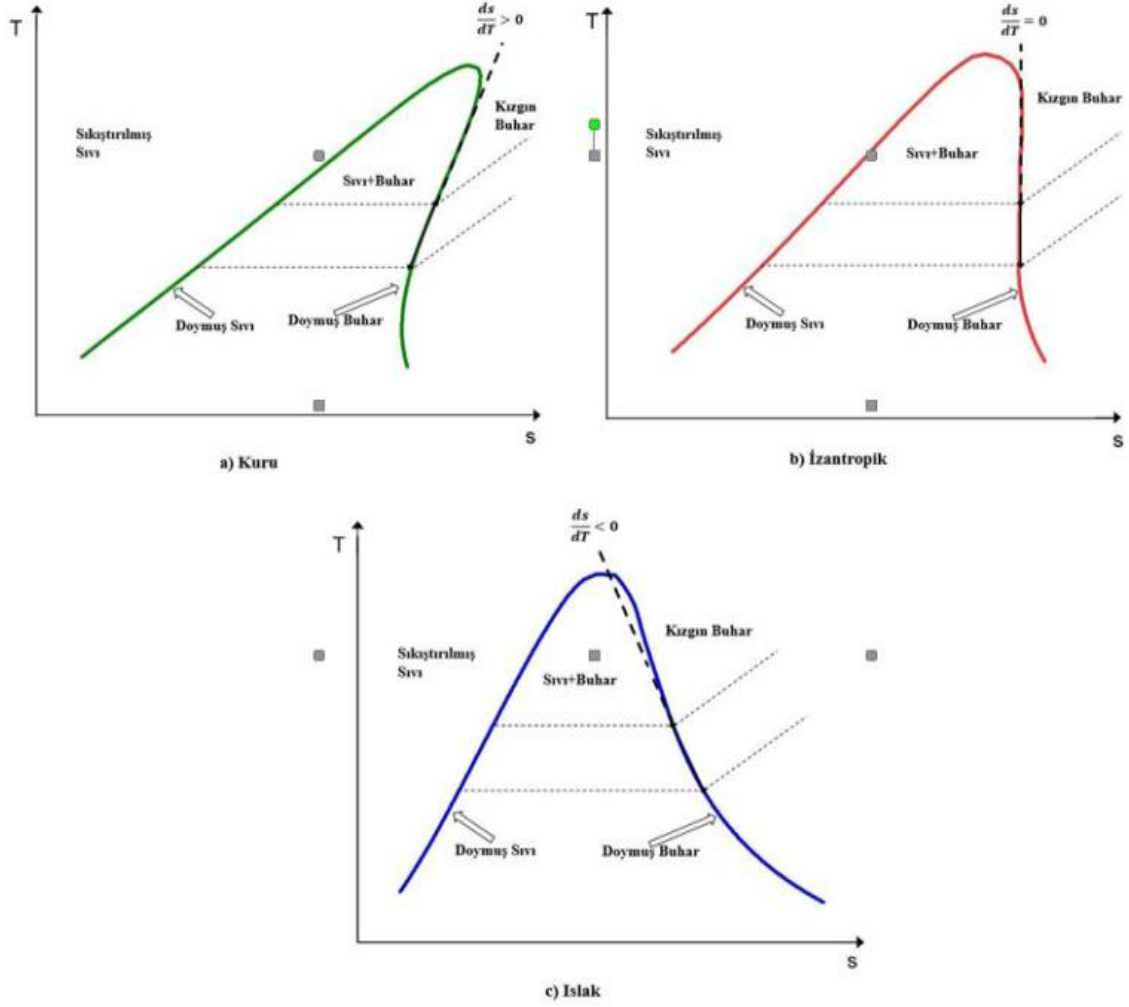 T
ds/dT > 0
Kızgın
Buhar
Sıkıştırılmış
Sıvı
Sıvı+Buhar
Doymuş Sıvı
Doymuş Buhar
s
a) Kuru
T
ds/dT = 0
Kızgın Buhar
Sıkıştırılmış
Sıvı
Sıvı+Buhar
Doymuş Sıvı
Doymuş Buhar
s
b) İzantropik
T
ds/dT < 0
Kızgın Buhar
Sıkıştırılmış
Sıvı
Sıvı+Buhar
Doymuş Sıvı
Doymuş Buhar
s
c) Islak